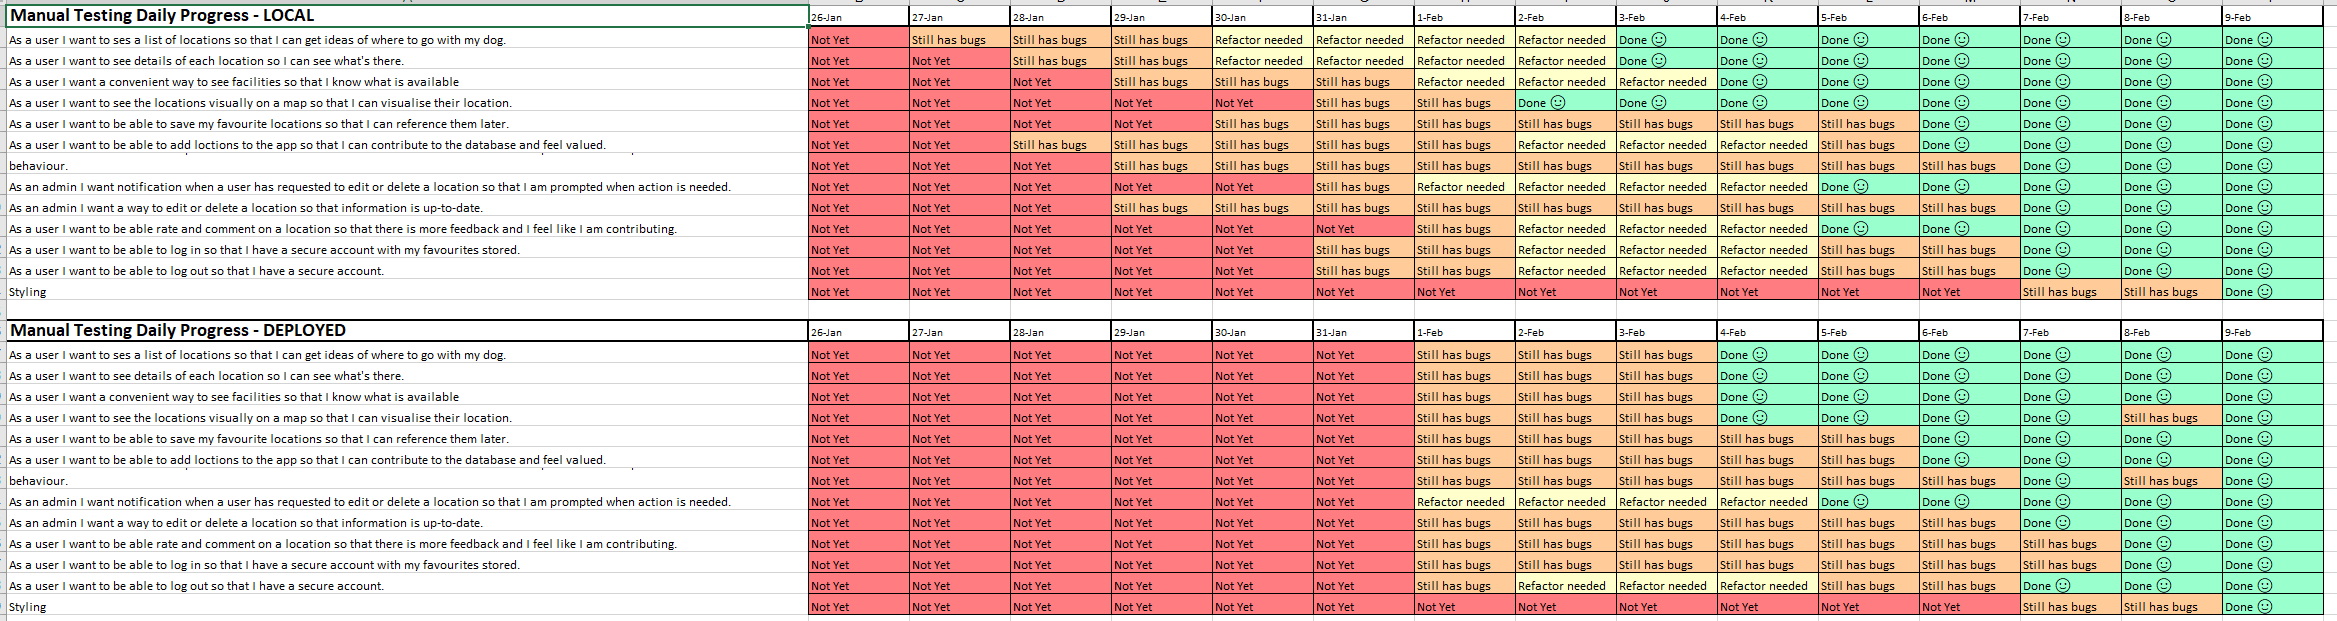 Manual Testing Daily Progress - LOCAL 26-Jan 27-Jan 28-Jan 29-Jan 30-Jan 31-Jan 1-Feb 2-Feb 3-Feb 4-Feb 5-Feb 6-Feb 7-Feb 8-Feb 9-Feb
As a user I want to ses a list of locations so that I can get ideas of where to go with my dog. Not Yet Still has bugs Still has bugs Still has bugs Refactor needed Refactor needed Refactor needed Refactor needed Done ☺ Done ☺ Done ☺ Done ☺ Done ☺ Done ☺ Done ☺
As a user I want to see details of each location so I can see what's there. Not Yet Not Yet Still has bugs Still has bugs Refactor needed Refactor needed Refactor needed Refactor needed Done ☺ Done ☺ Done ☺ Done ☺ Done ☺ Done ☺ Done ☺
As a user I want a convenient way to see facilities so that I know what is available Not Yet Not Yet Not Yet Still has bugs Still has bugs Still has bugs Refactor needed Refactor needed Refactor needed Done ☺ Done ☺ Done ☺ Done ☺ Done ☺ Done ☺
As a user I want to see the locations visually on a map so that I can visualise their location. Not Yet Not Yet Not Yet Not Yet Not Yet Still has bugs Still has bugs Done ☺ Done ☺ Done ☺ Done ☺ Done ☺ Done ☺ Done ☺ Done ☺
As a user I want to be able to save my favourite locations so that I can reference them later. Not Yet Not Yet Not Yet Not Yet Still has bugs Still has bugs Still has bugs Still has bugs Still has bugs Still has bugs Still has bugs Done ☺ Done ☺ Done ☺ Done ☺
As a user I want to be able to add loctions to the app so that I can contribute to the database and feel valued. Not Yet Not Yet Still has bugs Still has bugs Still has bugs Still has bugs Still has bugs Refactor needed Refactor needed Refactor needed Still has bugs Done ☺ Done ☺ Done ☺ Done ☺
behaviour. Not Yet Not Yet Not Yet Still has bugs Still has bugs Still has bugs Still has bugs Still has bugs Still has bugs Still has bugs Still has bugs Still has bugs Done ☺ Done ☺ Done ☺
As an admin I want notification when a user has requested to edit or delete a location so that I am prompted when action is needed. Not Yet Not Yet Not Yet Not Yet Not Yet Still has bugs Refactor needed Refactor needed Refactor needed Refactor needed Done ☺ Done ☺ Done ☺ Done ☺ Done ☺
As an admin I want a way to edit or delete a location so that information is up-to-date. Not Yet Not Yet Not Yet Still has bugs Still has bugs Still has bugs Still has bugs Still has bugs Still has bugs Still has bugs Still has bugs Still has bugs Done ☺ Done ☺ Done ☺
As a user I want to be able rate and comment on a location so that there is more feedback and I feel like I am contributing. Not Yet Not Yet Not Yet Not Yet Not Yet Not Yet Still has bugs Refactor needed Refactor needed Refactor needed Done ☺ Done ☺ Done ☺ Done ☺ Done ☺
As a user I want to be able to log in so that I have a secure account with my favourites stored. Not Yet Not Yet Not Yet Not Yet Not Yet Still has bugs Still has bugs Refactor needed Refactor needed Refactor needed Still has bugs Still has bugs Done ☺ Done ☺ Done ☺
As a user I want to be able to log out so that I have a secure account. Not Yet Not Yet Not Yet Not Yet Not Yet Still has bugs Still has bugs Refactor needed Refactor needed Refactor needed Still has bugs Still has bugs Done ☺ Done ☺ Done ☺
Styling Not Yet Not Yet Not Yet Not Yet Not Yet Not Yet Not Yet Not Yet Not Yet Not Yet Not Yet Not Yet Still has bugs Still has bugs Done ☺
Manual Testing Daily Progress - DEPLOYED 26-Jan 27-Jan 28-Jan 29-Jan 30-Jan 31-Jan 1-Feb 2-Feb 3-Feb 4-Feb 5-Feb 6-Feb 7-Feb 8-Feb 9-Feb
As a user I want to ses a list of locations so that I can get ideas of where to go with my dog. Not Yet Not Yet Not Yet Not Yet Not Yet Not Yet Still has bugs Still has bugs Still has bugs Done ☺ Done ☺ Done ☺ Done ☺ Done ☺ Done ☺
As a user I want to see details of each location so I can see what's there. Not Yet Not Yet Not Yet Not Yet Not Yet Not Yet Still has bugs Still has bugs Still has bugs Done ☺ Done ☺ Done ☺ Done ☺ Done ☺ Done ☺
As a user I want a convenient way to see facilities so that I know what is available Not Yet Not Yet Not Yet Not Yet Not Yet Not Yet Still has bugs Still has bugs Still has bugs Done ☺ Done ☺ Done ☺ Done ☺ Done ☺ Done ☺
As a user I want to see the locations visually on a map so that I can visualise their location. Not Yet Not Yet Not Yet Not Yet Not Yet Not Yet Still has bugs Still has bugs Still has bugs Done ☺ Done ☺ Done ☺ Done ☺ Still has bugs Done ☺
As a user I want to be able to save my favourite locations so that I can reference them later. Not Yet Not Yet Not Yet Not Yet Not Yet Not Yet Still has bugs Still has bugs Still has bugs Still has bugs Still has bugs Done ☺ Done ☺ Done ☺ Done ☺
As a user I want to be able to add loctions to the app so that I can contribute to the database and feel valued. Not Yet Not Yet Not Yet Not Yet Not Yet Not Yet Still has bugs Still has bugs Still has bugs Still has bugs Still has bugs Done ☺ Done ☺ Done ☺ Done ☺
behaviour. Not Yet Not Yet Not Yet Not Yet Not Yet Not Yet Still has bugs Still has bugs Still has bugs Still has bugs Still has bugs Still has bugs Done ☺ Still has bugs Done ☺
As an admin I want notification when a user has requested to edit or delete a location so that I am prompted when action is needed. Not Yet Not Yet Not Yet Not Yet Not Yet Not Yet Refactor needed Refactor needed Refactor needed Refactor needed Done ☺ Done ☺ Done ☺ Done ☺ Done ☺
As an admin I want a way to edit or delete a location so that information is up-to-date. Not Yet Not Yet Not Yet Not Yet Not Yet Not Yet Still has bugs Still has bugs Still has bugs Still has bugs Still has bugs Still has bugs Done ☺ Done ☺ Done ☺
As a user I want to be able rate and comment on a location so that there is more feedback and I feel like I am contributing. Not Yet Not Yet Not Yet Not Yet Not Yet Not Yet Still has bugs Still has bugs Still has bugs Still has bugs Still has bugs Still has bugs Still has bugs Done ☺ Done ☺
As a user I want to be able to log in so that I have a secure account with my favourites stored. Not Yet Not Yet Not Yet Not Yet Not Yet Not Yet Still has bugs Still has bugs Still has bugs Still has bugs Still has bugs Still has bugs Still has bugs Done ☺ Done ☺
As a user I want to be able to log out so that I have a secure account. Not Yet Not Yet Not Yet Not Yet Not Yet Not Yet Still has bugs Refactor needed Refactor needed Refactor needed Still has bugs Still has bugs Done ☺ Done ☺ Done ☺
Styling Not Yet Not Yet Not Yet Not Yet Not Yet Not Yet Not Yet Not Yet Not Yet Not Yet Not Yet Not Yet Still has bugs Still has bugs Done ☺